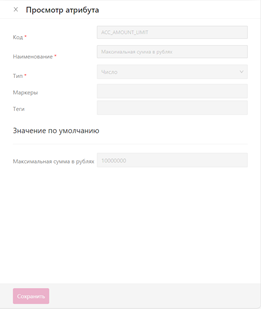 × Просмотр атрибута
Код * ACC_AMOUNT_LIMIT
Наименование * Максимальная сумма в рублях
Тип * Число
Маркеры
Теги
Значение по умолчанию
Максимальная сумма в рублях 10000000
Сохранить